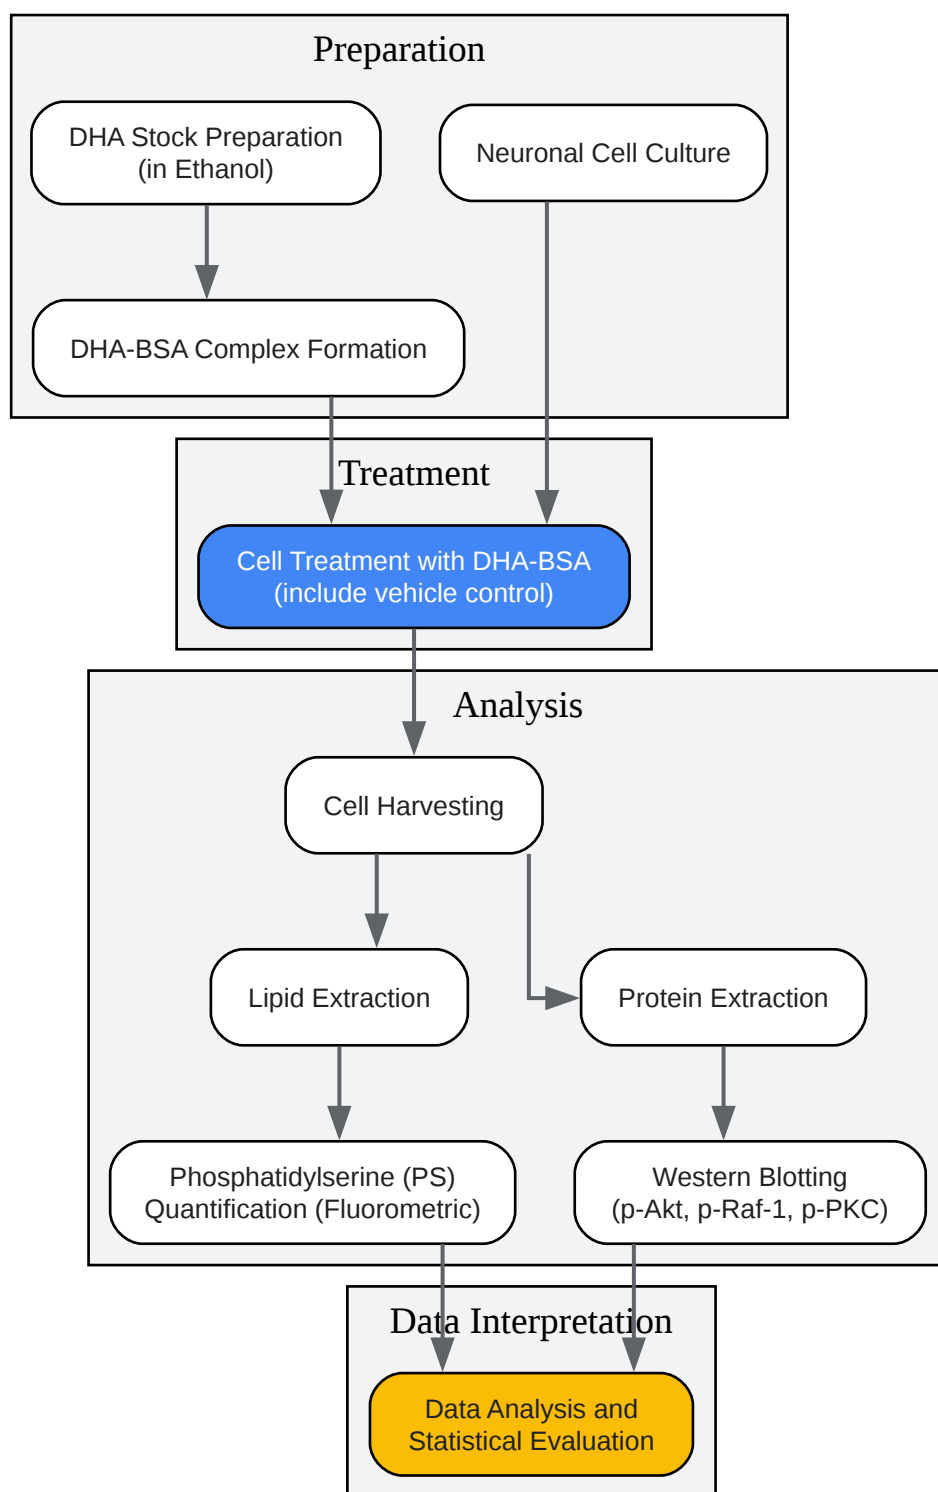 Preparation
DHA Stock Preparation
(in Ethanol)
Neuronal Cell Culture
DHA-BSA Complex Formation
Treatment
Cell Treatment with DHA-BSA
(include vehicle control)
Analysis
Cell Harvesting
Lipid Extraction
Protein Extraction
Phosphatidylserine (PS)
Quantification (Fluorometric)
Western Blotting
(p-Akt, p-Raf-1, p-PKC)
Data Interpretation
Data Analysis and
Statistical Evaluation